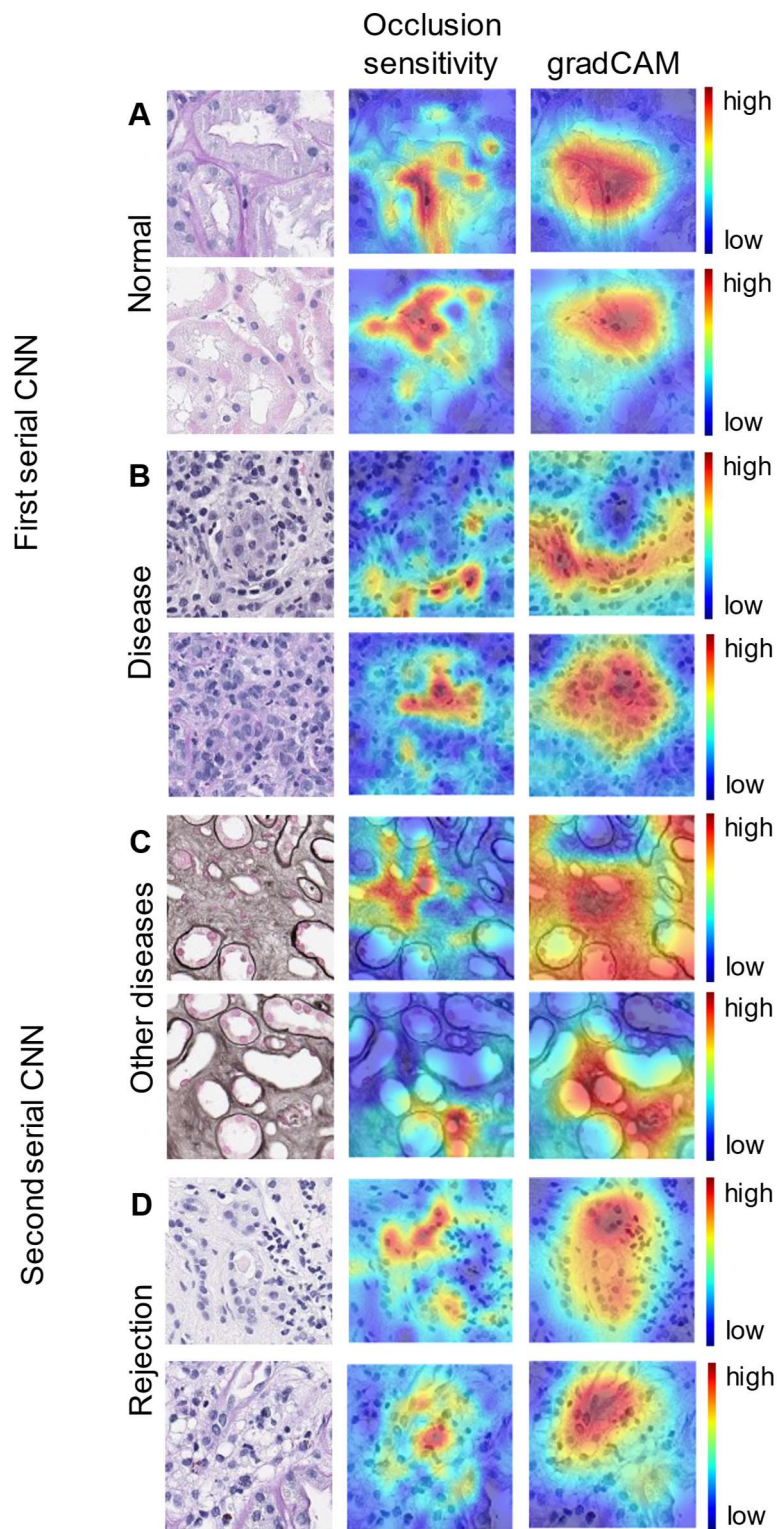 Occlusion
sensitivity
gradCAM
First serial CNN
A
Normal
high
low
high
low
B
Disease
high
low
high
low
Second serial CNN
C
Other diseases
high
low
high
low
D
Rejection
high
low
high
low